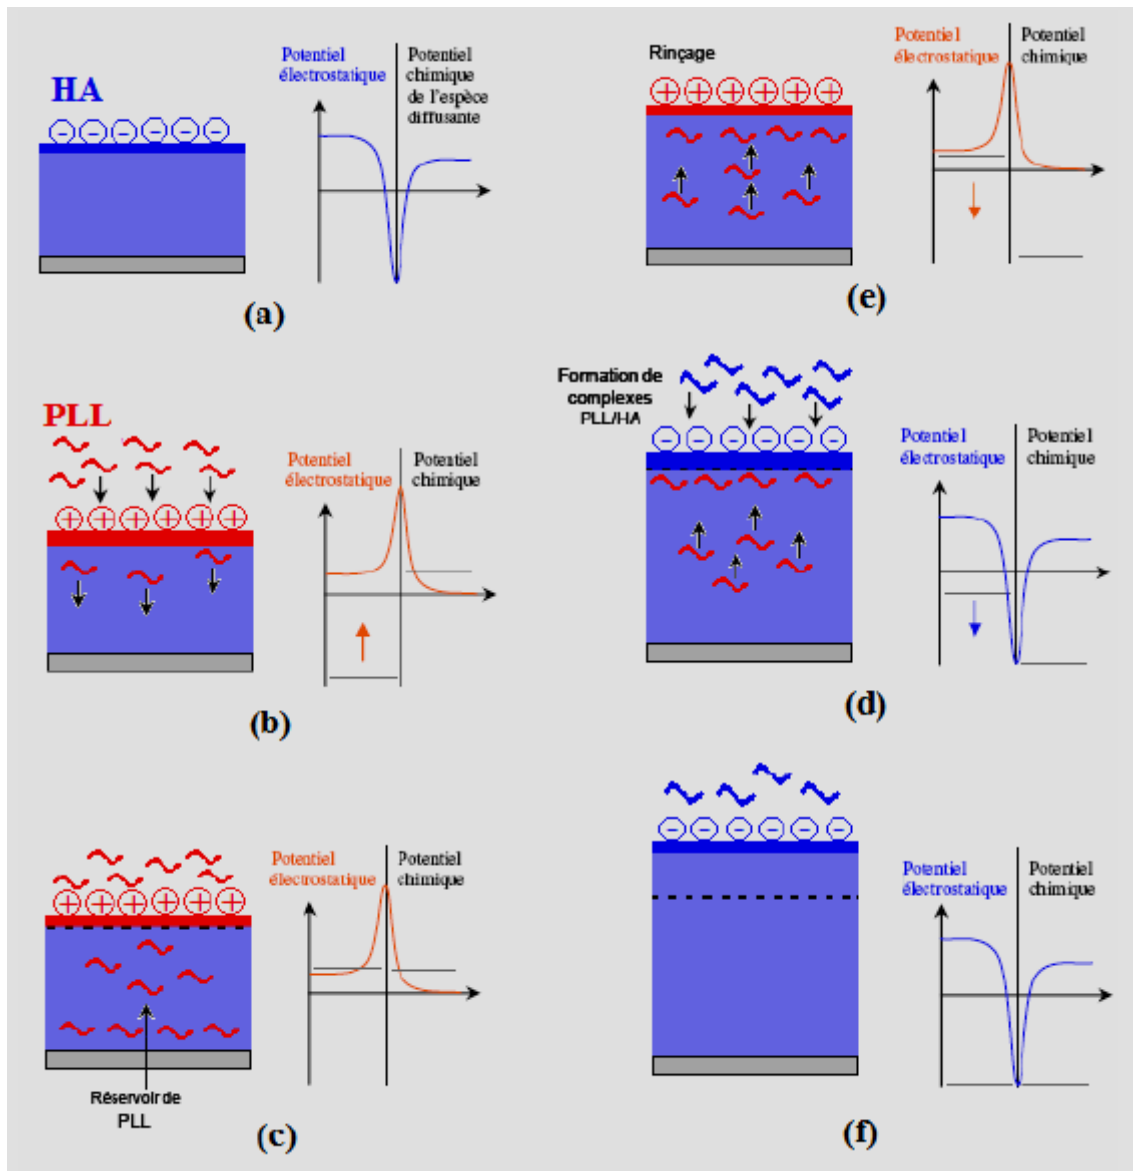 HA
Potentiel
électrostatique
Potentiel
chimique
de l'espèce
diffusante
(a)
PLL
Potentiel
électrostatique
Potentiel
chimique
(b)
Potentiel
électrostatique
Potentiel
chimique
Réservoir de
PLL
(c)
Rinçage
Potentiel
électrostatique
Potentiel
chimique
(e)
Formation de
complexes
PLL/HA
Potentiel
électrostatique
Potentiel
chimique
(d)
Potentiel
électrostatique
Potentiel
chimique
(f)